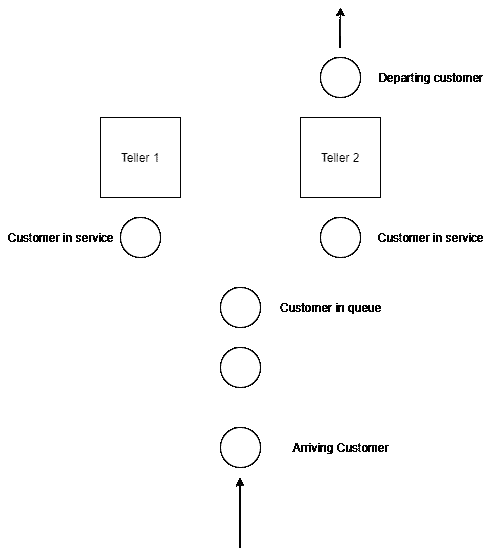 Departing customer
Teller 1
Teller 2
Customer in service
Customer in service
Customer in queue
Arriving Customer